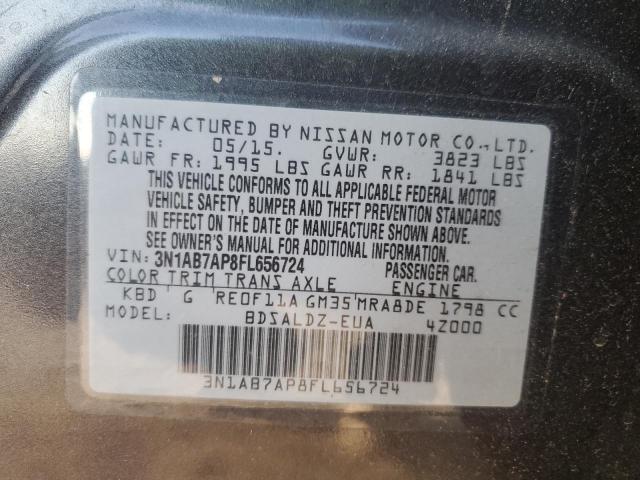 MANUFACTURED BY NISSAN MOTOR CO.,LTD.
DATE: 05/15. GVWR: 3823 LBS
GAWR FR: 1995 LBS GAWR RR: 1841 LBS
THIS VEHICLE CONFORMS TO ALL APPLICABLE FEDERAL MOTOR
VEHICLE SAFETY, BUMPER AND THEFT PREVENTION STANDARDS
IN EFFECT ON THE DATE OF MANUFACTURE SHOWN ABOVE.
SEE OWNER'S MANUAL FOR ADDITIONAL INFORMATION.
VIN: 3N1AB7AP8FL656724 PASSENGER CAR.
COLOR TRIM TRANS AXLE ENGINE
KBD G RE0F11A GM35 MRA8DE 1798 CC
MODEL: BDSALDZ-EUA 4Z000
3N1AB7AP8FL656724